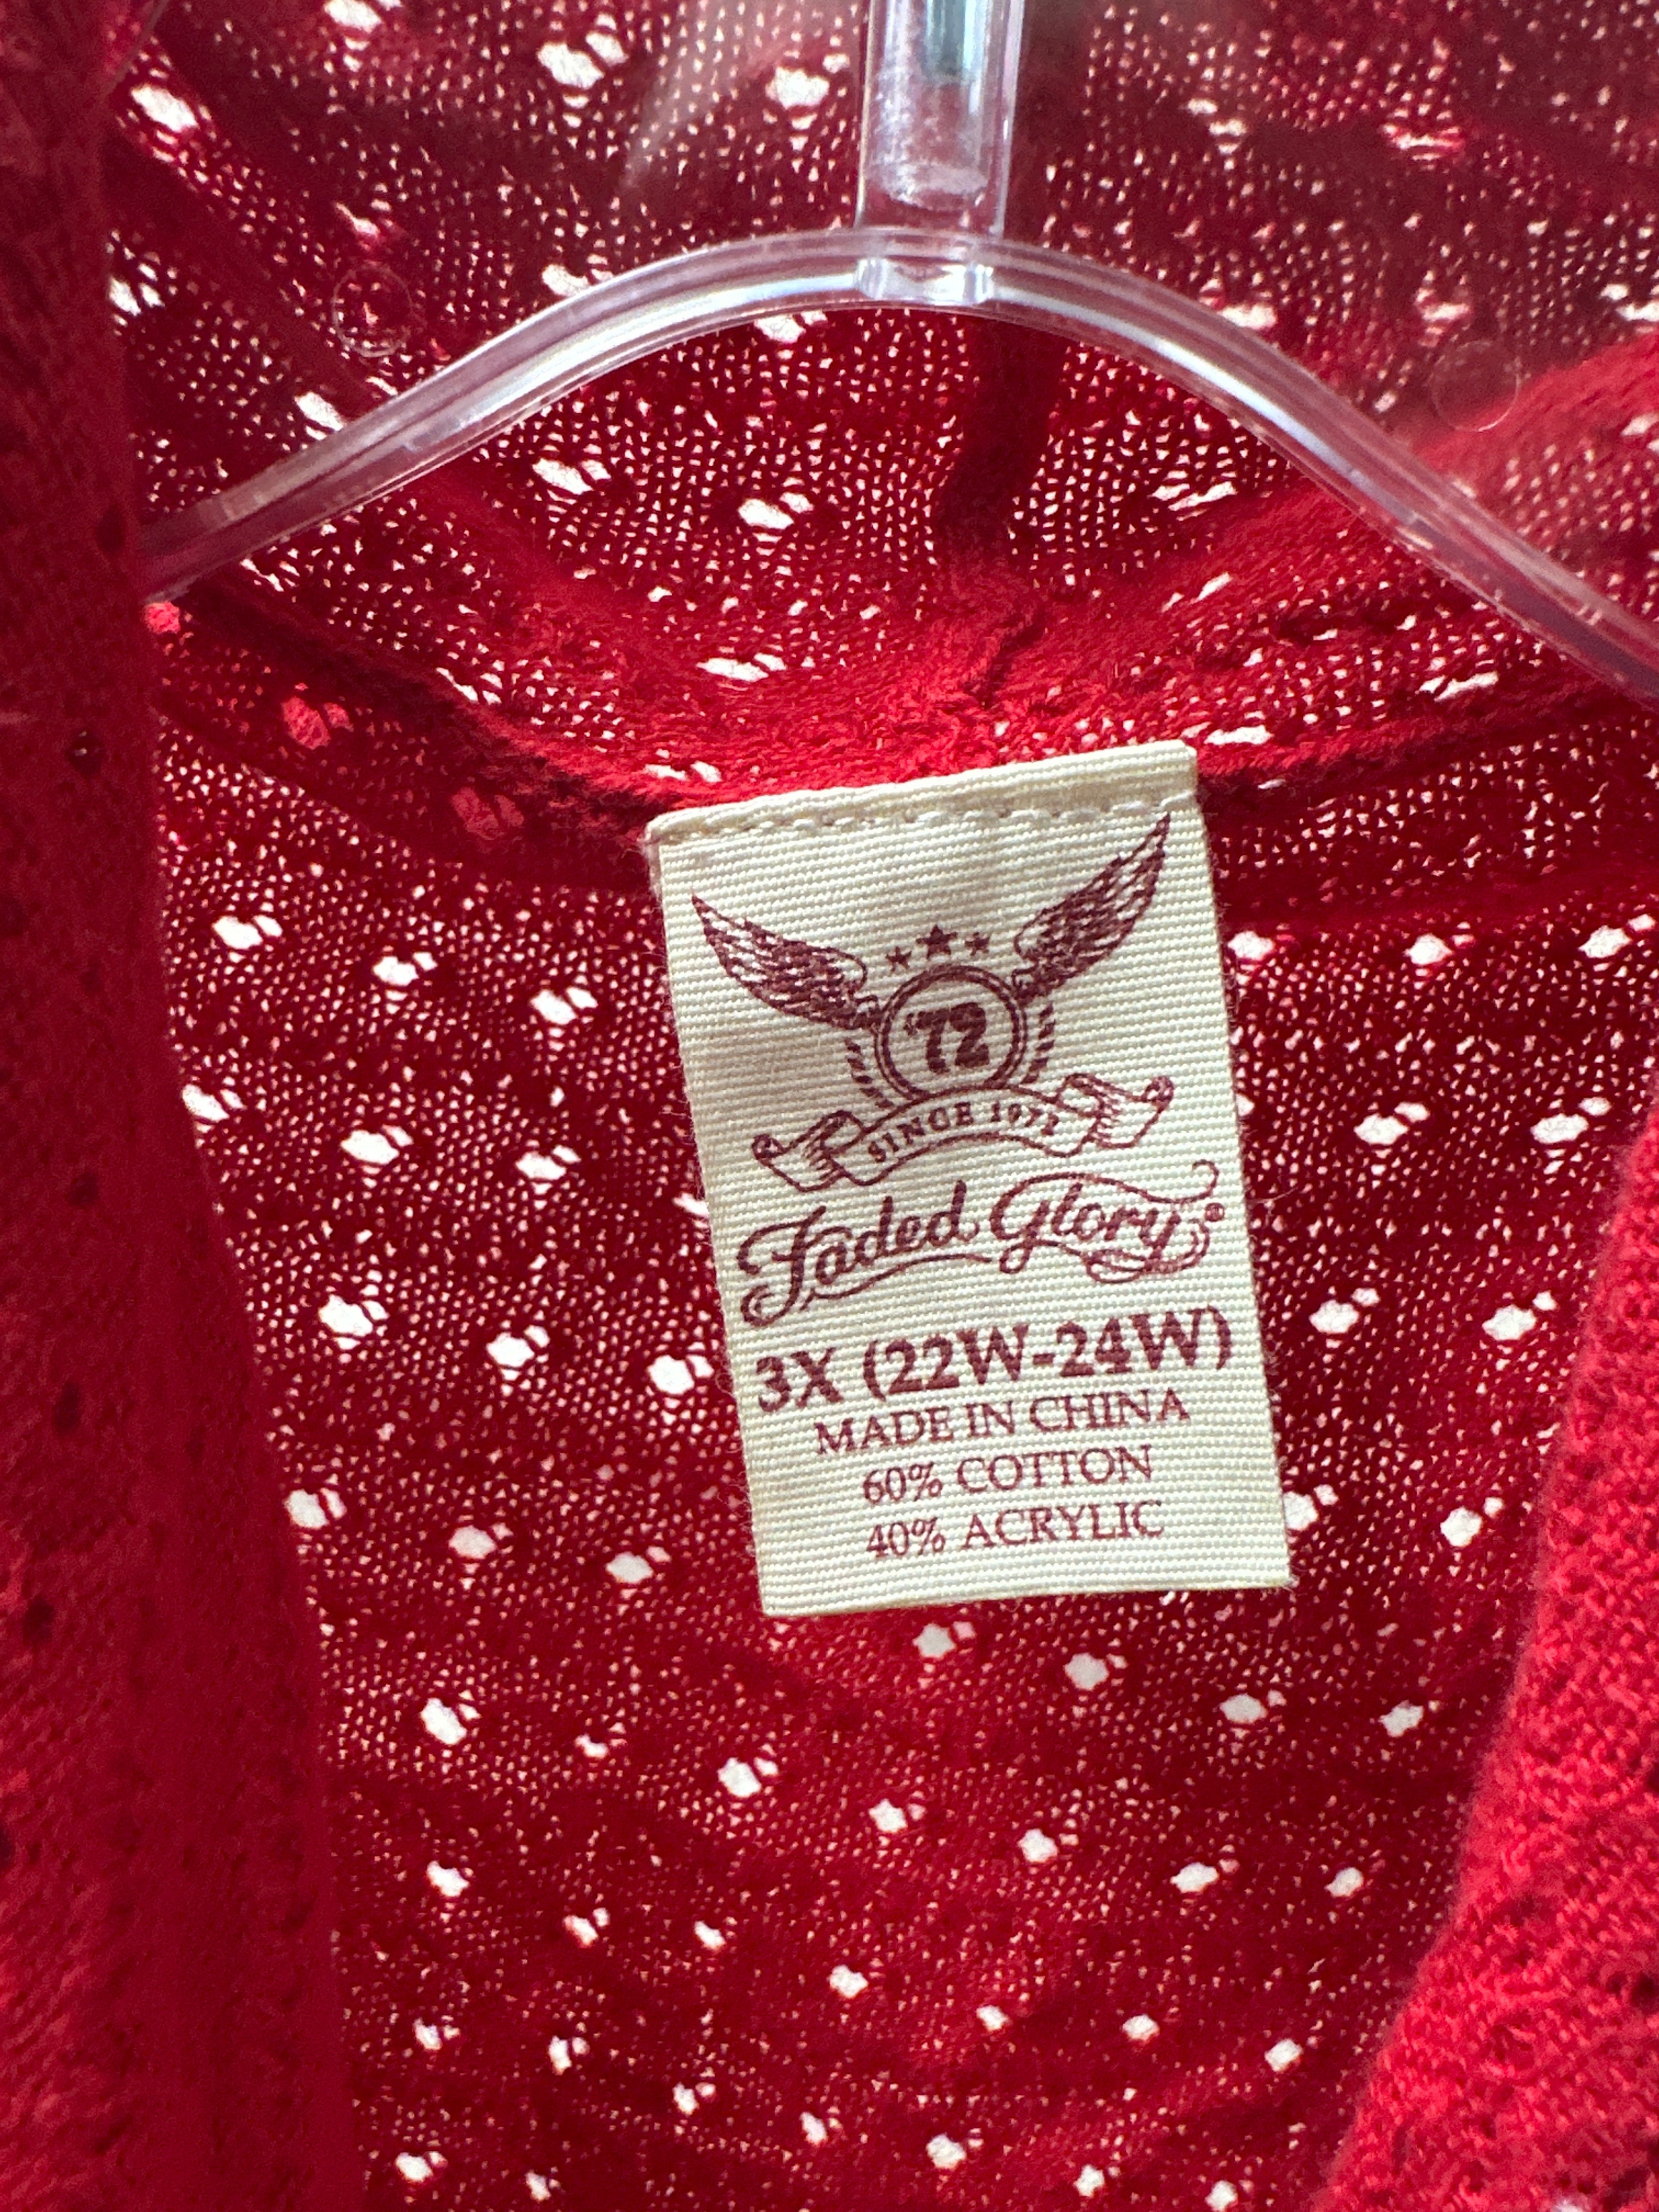 '72
SINCE 1972
Faded Glory®
3X (22W-24W)
MADE IN CHINA
60% COTTON
40% ACRYLIC